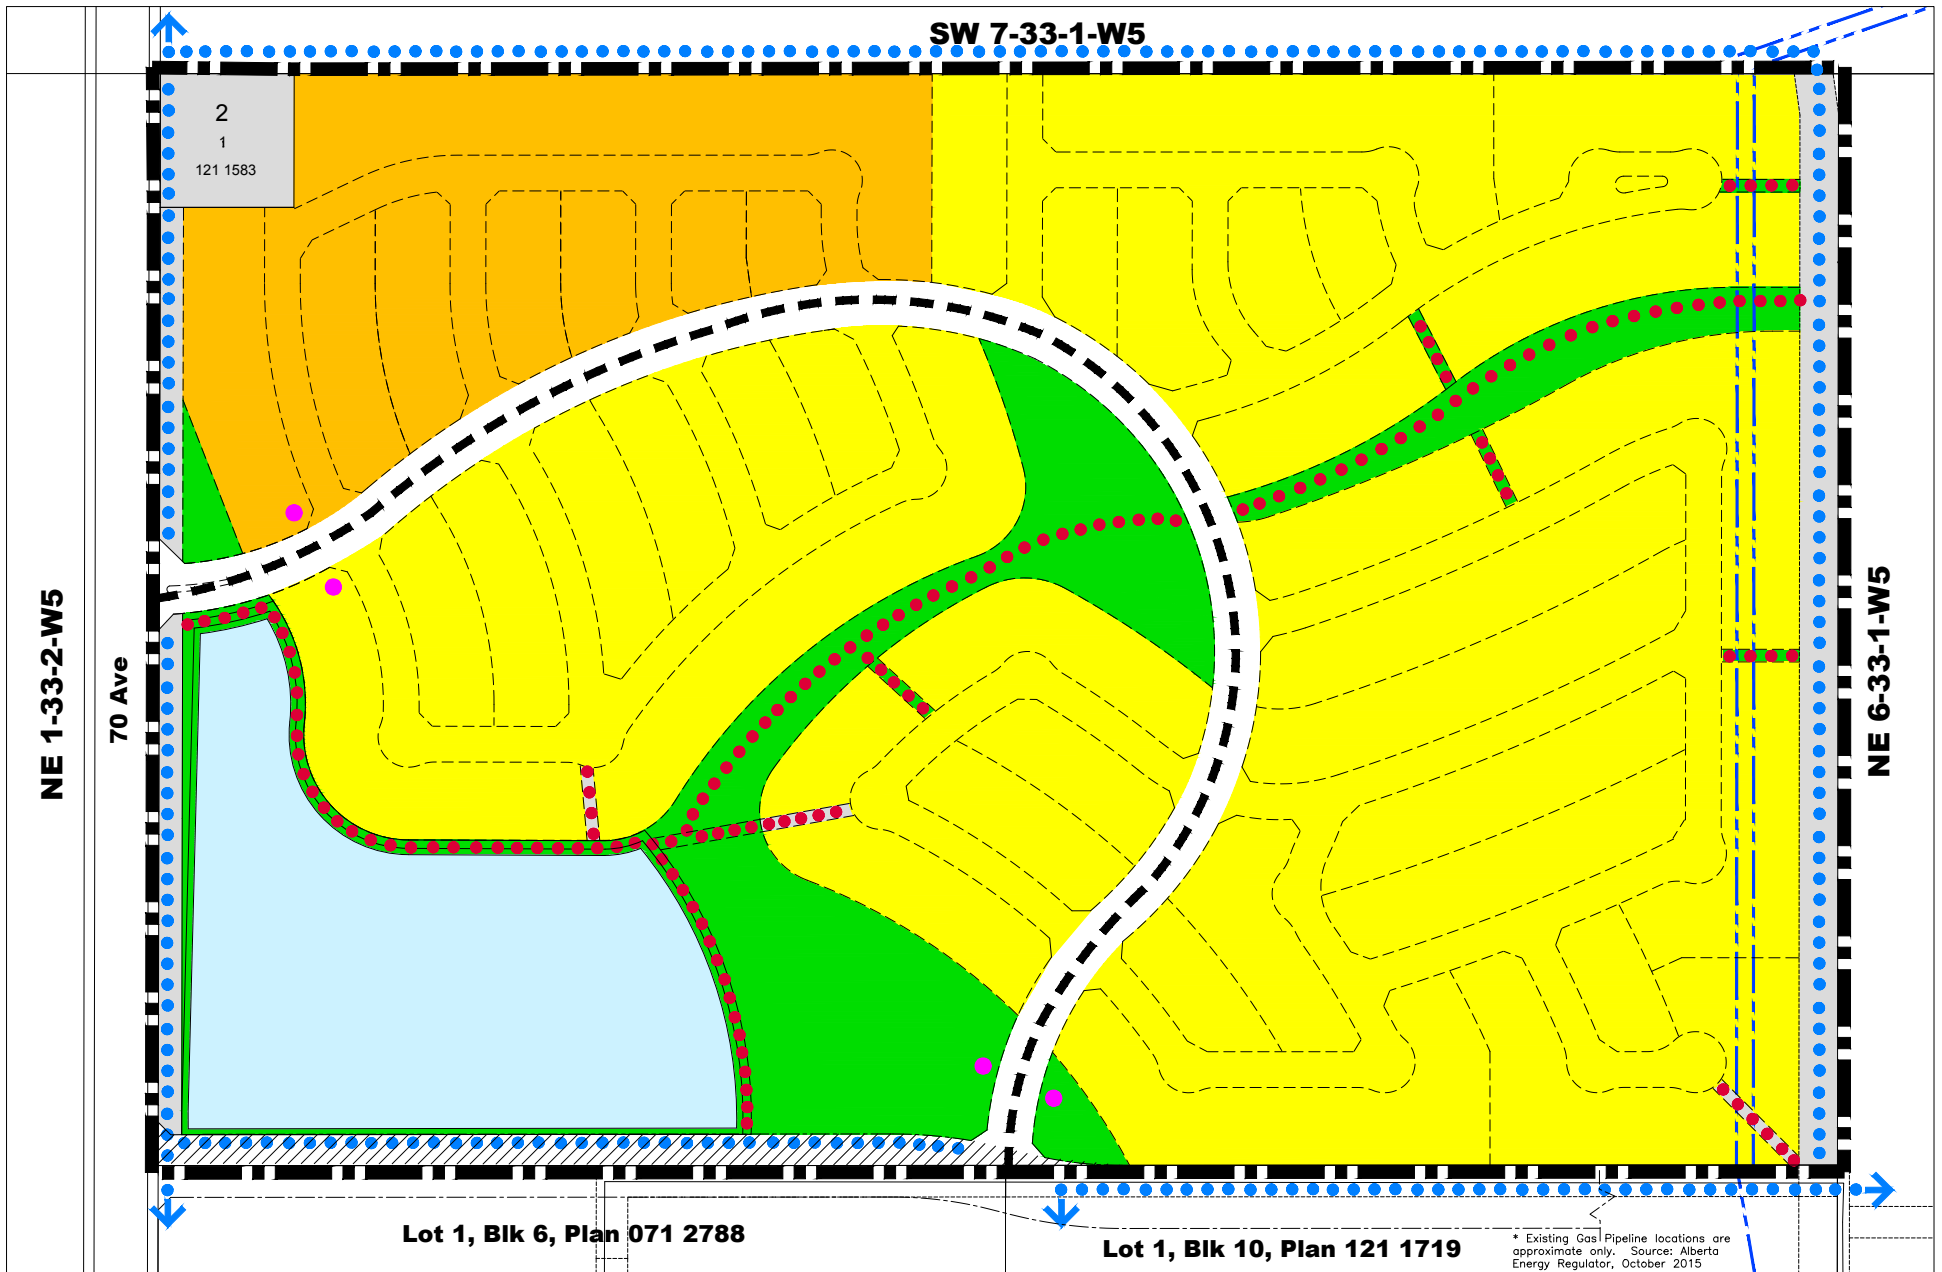 SW 7-33-1-W5
2
1
121 1583
NE 1-33-2-W5
70 Ave
NE 6-33-1-W5
Lot 1, Blk 6, Plan 071 2788
Lot 1, Blk 10, Plan 121 1719
* Existing Gas Pipeline locations are
approximate only. Source: Alberta
Energy Regulator, October 2015